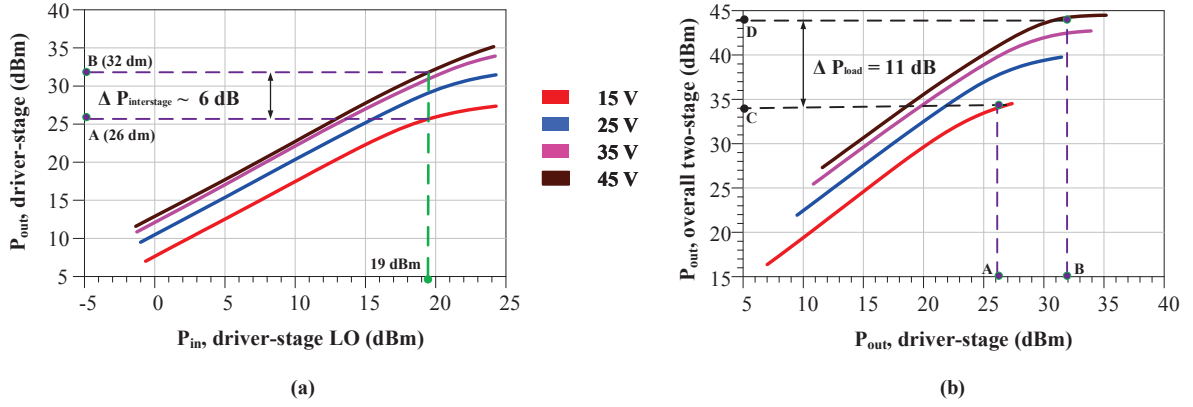 40
35
30
25
20
15
10
5
-5
0
5
10
15
20
25
P_out, driver-stage (dBm)
B (32 dm)
Δ P_interstage ~ 6 dB
A (26 dm)
19 dBm
P_in, driver-stage LO (dBm)
(a)
15 V
25 V
35 V
45 V
45
40
35
30
25
20
15
5
10
15
20
25
30
35
40
P_out, overall two-stage (dBm)
D
Δ P_load = 11 dB
C
A
B
P_out, driver-stage (dBm)
(b)